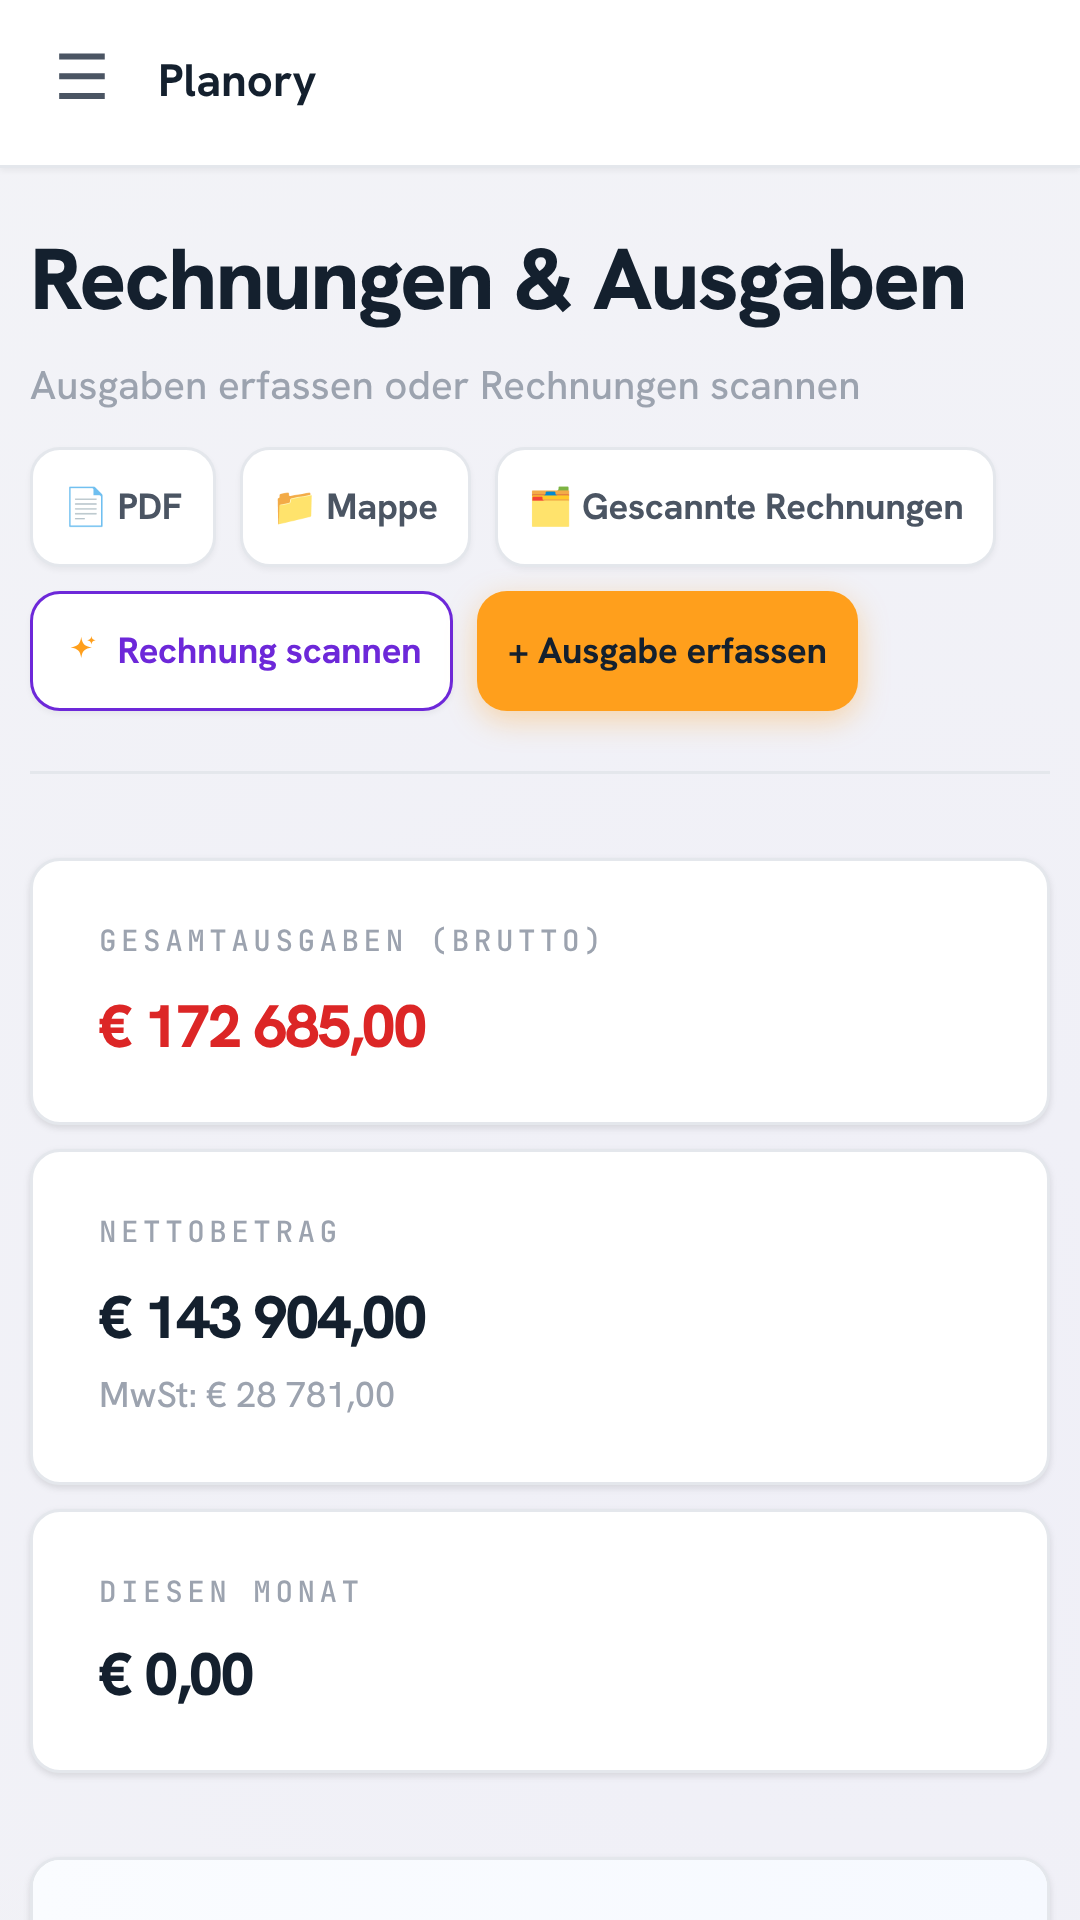 Planory
Rechnungen & Ausgaben
Ausgaben erfassen oder Rechnungen scannen
PDF
Mappe
Gescannte Rechnungen
Rechnung scannen
+ Ausgabe erfassen
GESAMTAUSGABEN (BRUTTO)
€ 172 685,00
NETTOBETRAG
€ 143 904,00
MwSt: € 28 781,00
DIESEN MONAT
€ 0,00